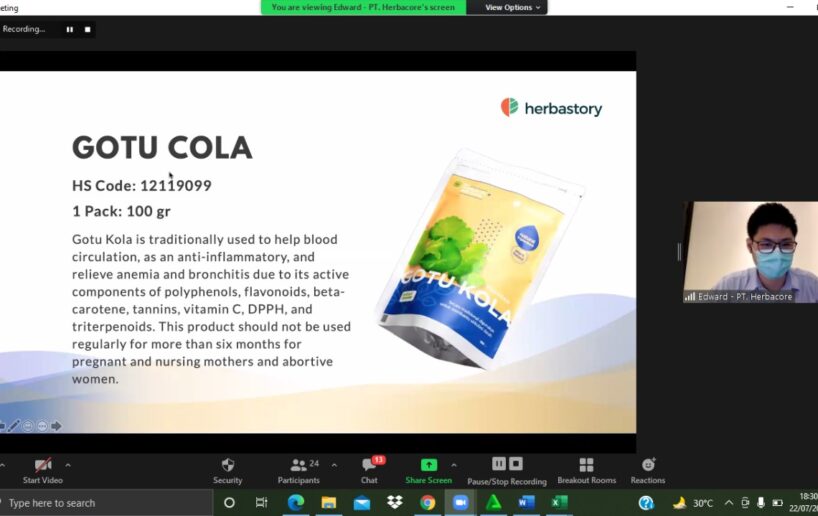 eting
You are viewing Edward - PT. Herbacore's screen
View Options
Recording...
herbastory
GOTU COLA
HS Code: 12119099
1 Pack: 100 gr
Gotu Kola is traditionally used to help blood
circulation, as an anti-inflammatory, and
relieve anemia and bronchitis due to its active
components of polyphenols, flavonoids, beta-
carotene, tannins, vitamin C, DPPH, and
triterpenoids. This product should not be used
regularly for more than six months for
pregnant and nursing mothers and abortive
women.
GOTU KOLA
Edward - PT. Herbacore
Start Video
Security
24
Participants
13
Chat
Share Screen
Pause/Stop Recording
Breakout Rooms
Reactions
Type here to search
30°C
18:30
22/07/20